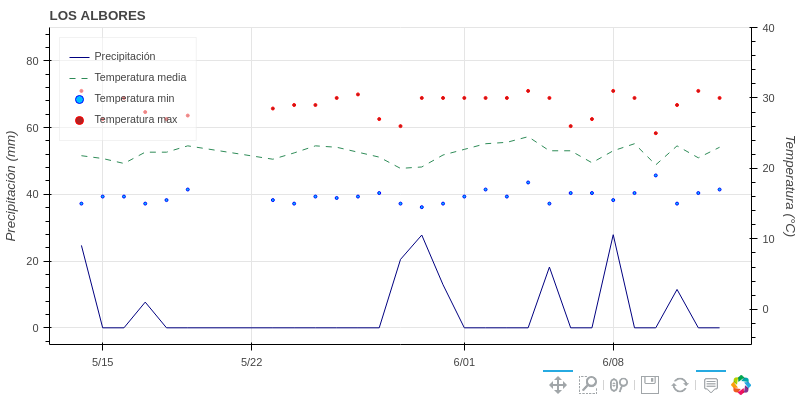 LOS ALBORES
Precipitación
Temperatura media
Temperatura min
Temperatura max
Precipitación (mm)
80
60
40
20
0
40
30
20
10
0
Temperatura (°C)
5/15
5/22
6/01
6/08